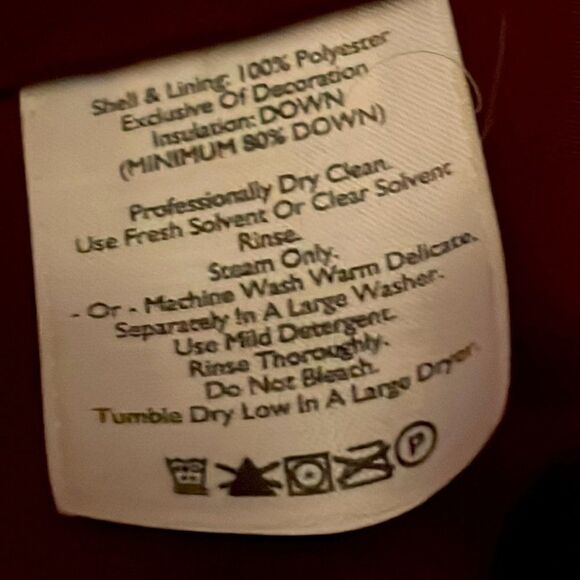 Shell & Lining: 100% Polyester
Exclusive Of Decoration
Insulation: DOWN
(MINIMUM 80% DOWN)
Professionally Dry Clean.
Use Fresh Solvent Or Clear Solvent
Rinse.
Steam Only.
- Or - Machine Wash Warm Delicate.
Separately In A Large Washer.
Use Mild Detergent.
Rinse Thoroughly.
Do Not Bleach.
Tumble Dry Low In A Large Dryer.
P